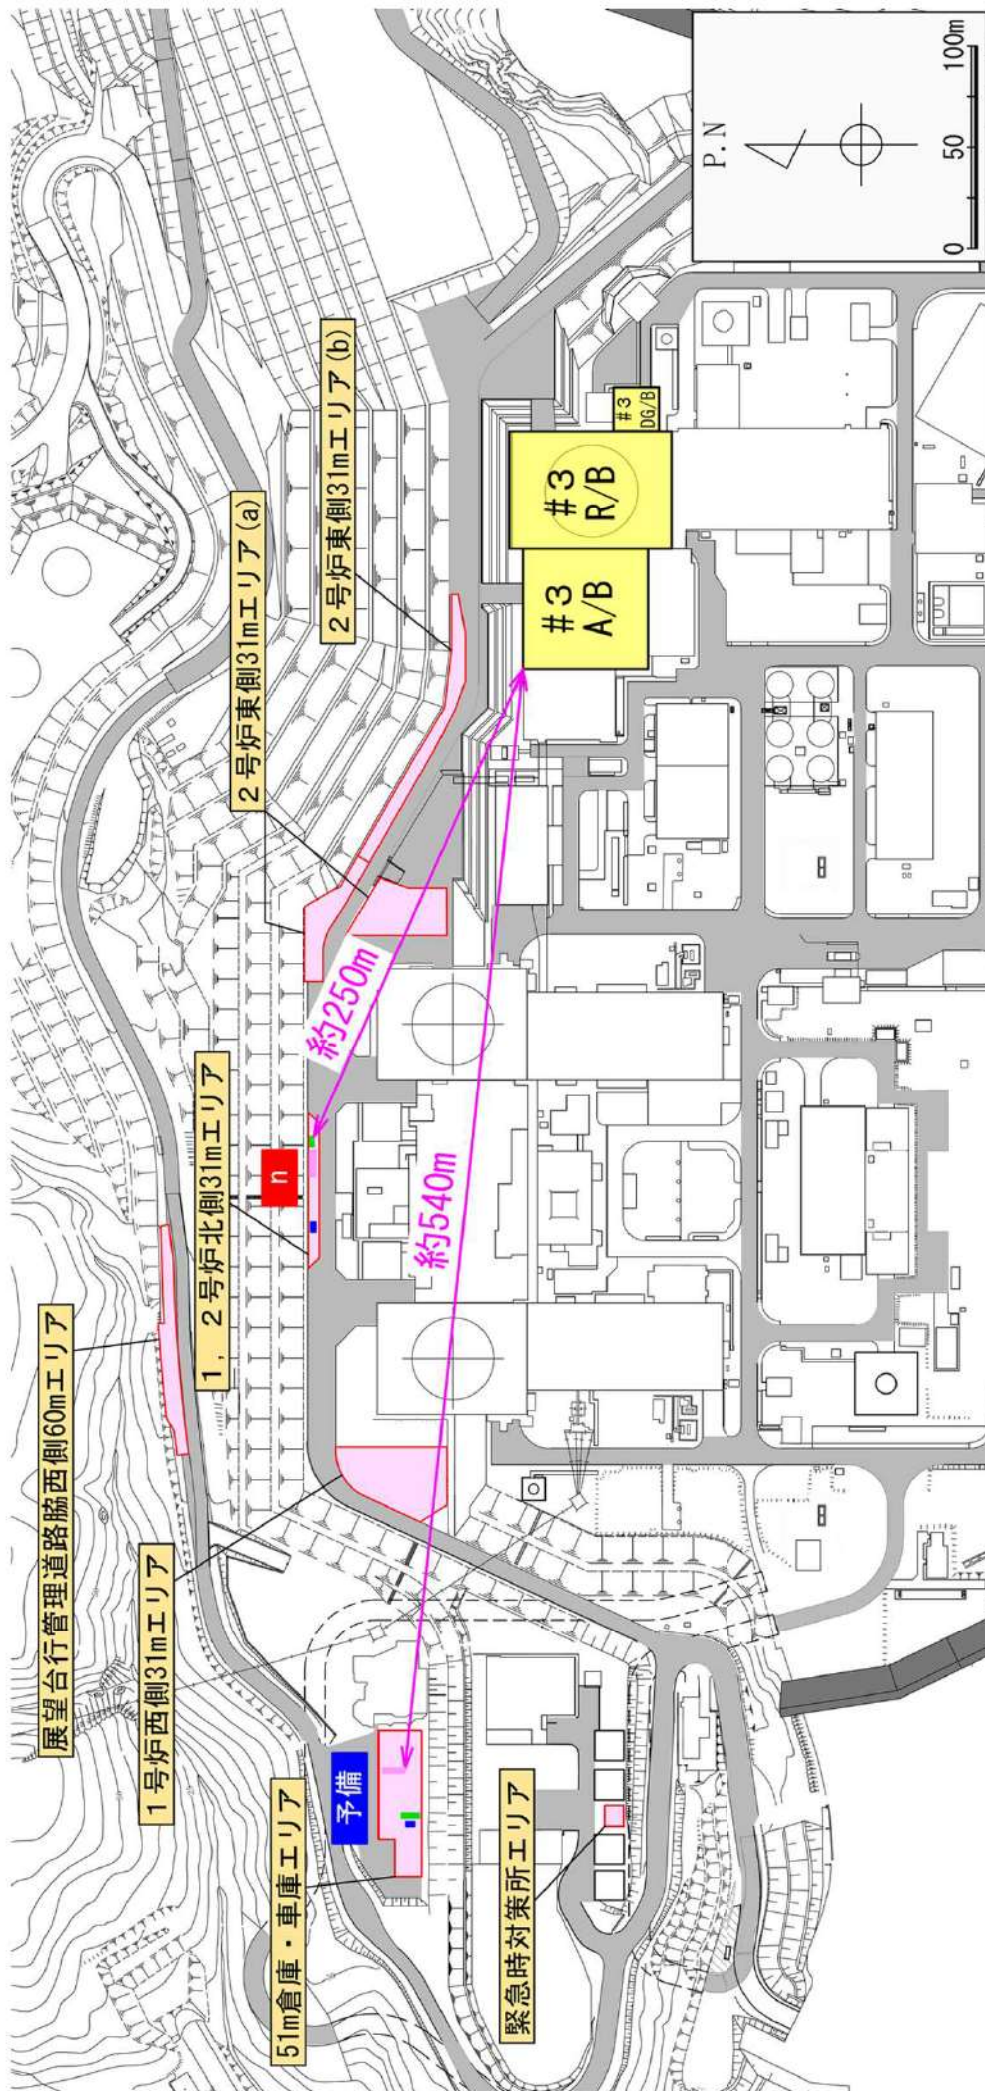 展望台行管理道路脇西側60mエリア
1号炉西側31mエリア
1，2号炉北側31mエリア
2号炉東側31mエリア(a)
2号炉東側31mエリア(b)
51m倉庫・車庫エリア
緊急時対策所エリア
予備
n
約250m
約540m
#3
A/B
#3
R/B
#3
DG/B
P.N
0 50 100m